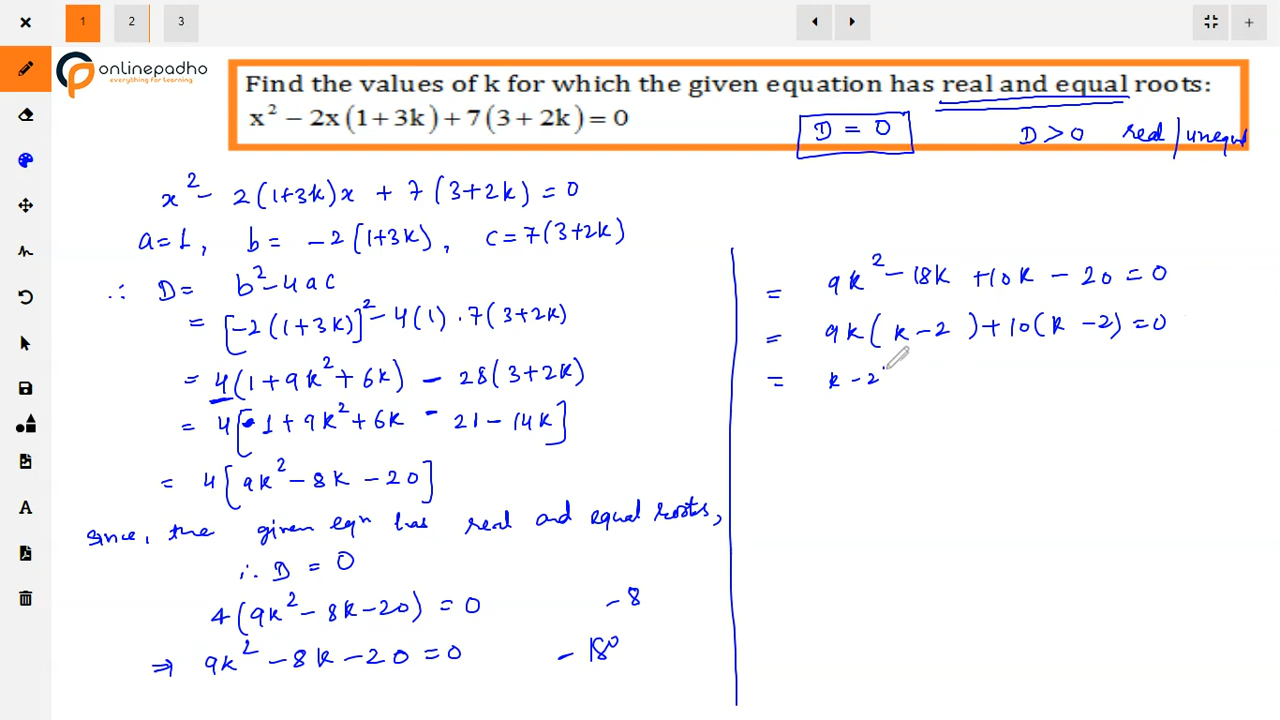 1 2 3
onlinepadho
everything for learning
Find the values of k for which the given equation has real and equal roots:
x² − 2x(1+3k)+7(3+2k)=0
D = 0
D > 0 real / unequ
x² - 2(1+3k)x + 7(3+2k) = 0
a=1, b= -2(1+3k), c=7(3+2k)
∴ D= b²-4ac
= [-2(1+3k)]² - 4(1).7(3+2k)
= 4(1+9k²+6k) - 28(3+2k)
= 4[1+9k²+6k - 21-14k]
= 4[9k²-8k-20]
since, the given eqn has real and equal roots,
∴ D = 0
4(9k²-8k-20) = 0
-8
⇒ 9k²-8k-20=0
-180
= 9k²-18k+10k-20=0
= 9k(k-2)+10(k-2)=0
= k-2
A